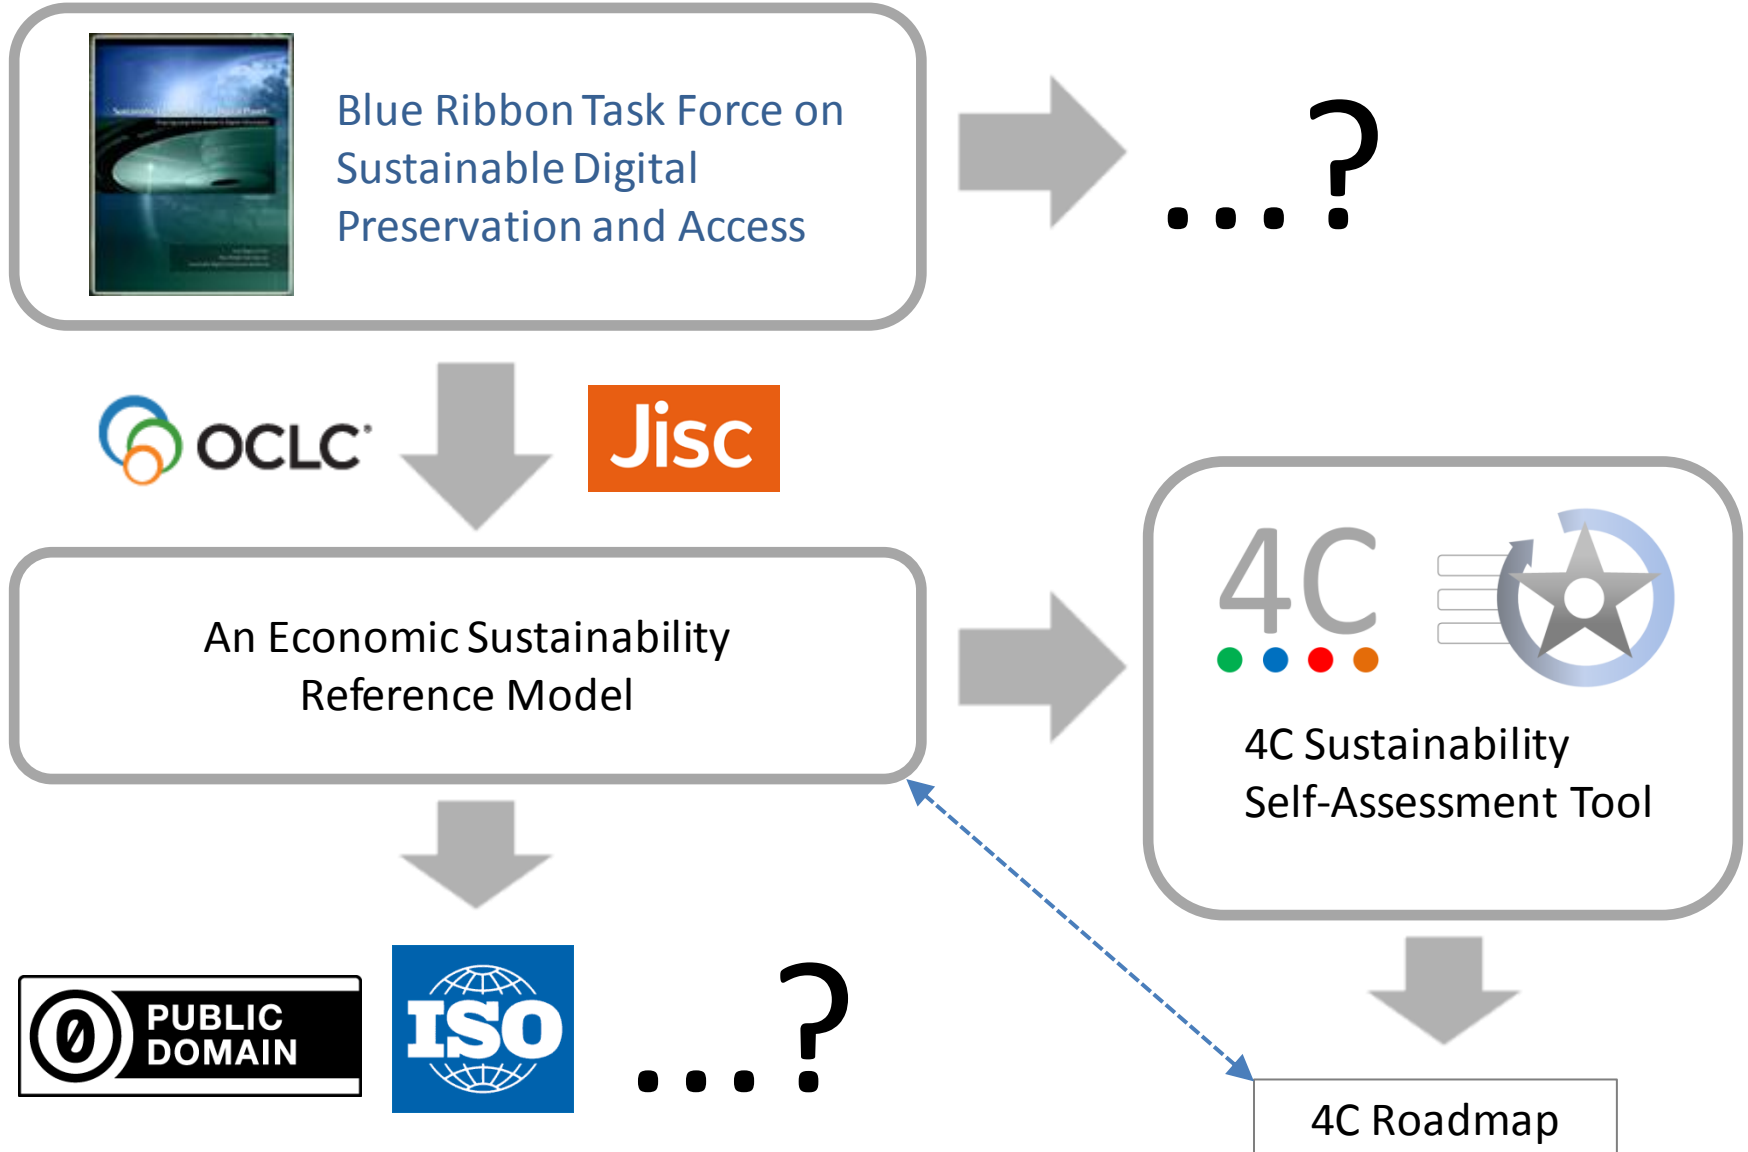 Blue Ribbon Task Force on
Sustainable Digital
Preservation and Access
...?
OCLC®
Jisc
An Economic Sustainability
Reference Model
4C
4C Sustainability
Self-Assessment Tool
0 PUBLIC
DOMAIN
ISO
...?
4C Roadmap